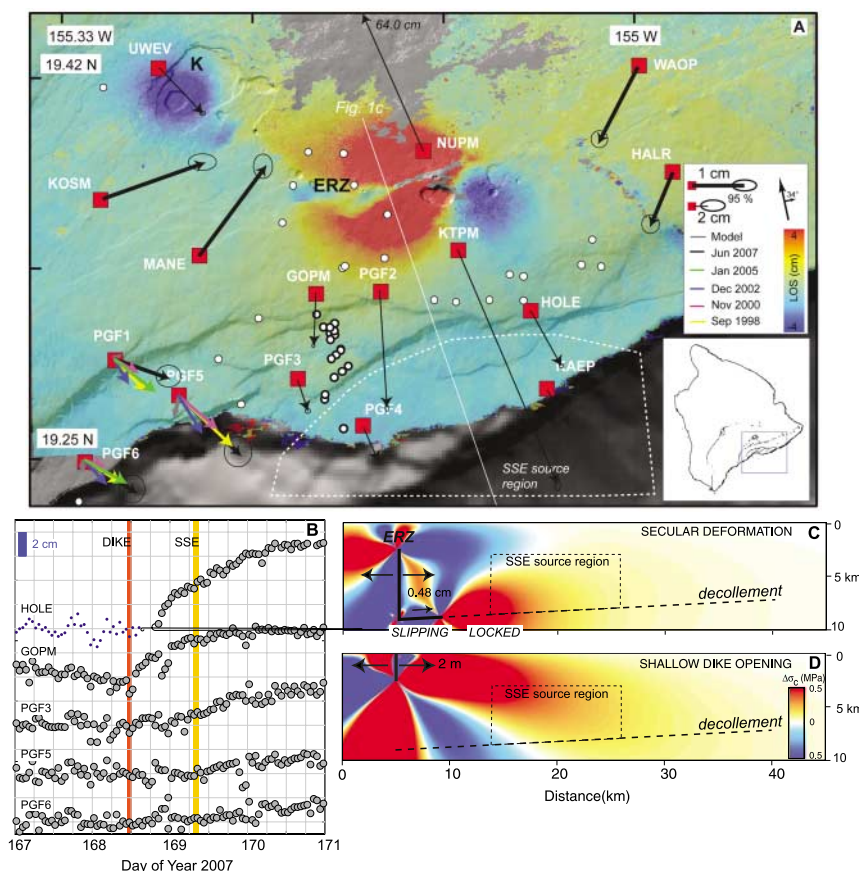 A
155.33 W
19.42 N
UWEV
K
64.0 cm
155 W
WAOP
Fig. 1c
NUPM
HALR
KOSM
ERZ
1 cm
95 %
34°
2 cm
Model
Jun 2007
Jan 2005
Dec 2002
Nov 2000
Sep 1998
4
LOS (cm)
-4
MANE
KTPM
GOPM
PGF2
HOLE
PGF1
PGF5
PGF3
KAEP
PGF4
19.25 N
PGF6
SSE source
region
B
2 cm
DIKE
SSE
HOLE
GOPM
PGF3
PGF5
PGF6
167
168
169
170
171
Day of Year 2007
C
ERZ
SECULAR DEFORMATION
0
SSE source region
5 km
0.48 cm
decollement
SLIPPING
LOCKED
10
D
SHALLOW DIKE OPENING
0
2 m
Δσc (MPa)
0.5
0
0.5
SSE source region
5 km
decollement
10
0
10
20
30
40
Distance(km)